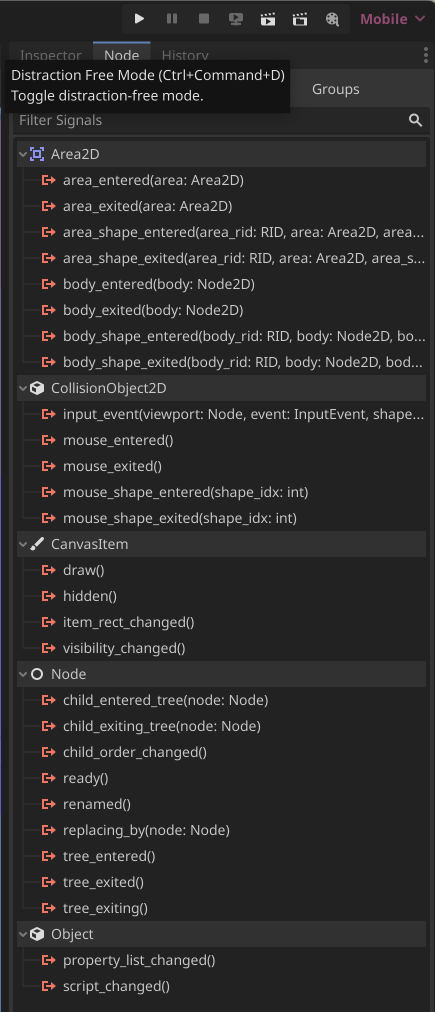 Mobile
Inspector Node History
Distraction Free Mode (Ctrl+Command+D)
Toggle distraction-free mode.
Groups
Filter Signals
Area2D
area_entered(area: Area2D)
area_exited(area: Area2D)
area_shape_entered(area_rid: RID, area: Area2D, area...
area_shape_exited(area_rid: RID, area: Area2D, area_s...
body_entered(body: Node2D)
body_exited(body: Node2D)
body_shape_entered(body_rid: RID, body: Node2D, bo...
body_shape_exited(body_rid: RID, body: Node2D, bod...
CollisionObject2D
input_event(viewport: Node, event: InputEvent, shape...
mouse_entered()
mouse_exited()
mouse_shape_entered(shape_idx: int)
mouse_shape_exited(shape_idx: int)
CanvasItem
draw()
hidden()
item_rect_changed()
visibility_changed()
Node
child_entered_tree(node: Node)
child_exiting_tree(node: Node)
child_order_changed()
ready()
renamed()
replacing_by(node: Node)
tree_entered()
tree_exited()
tree_exiting()
Object
property_list_changed()
script_changed()